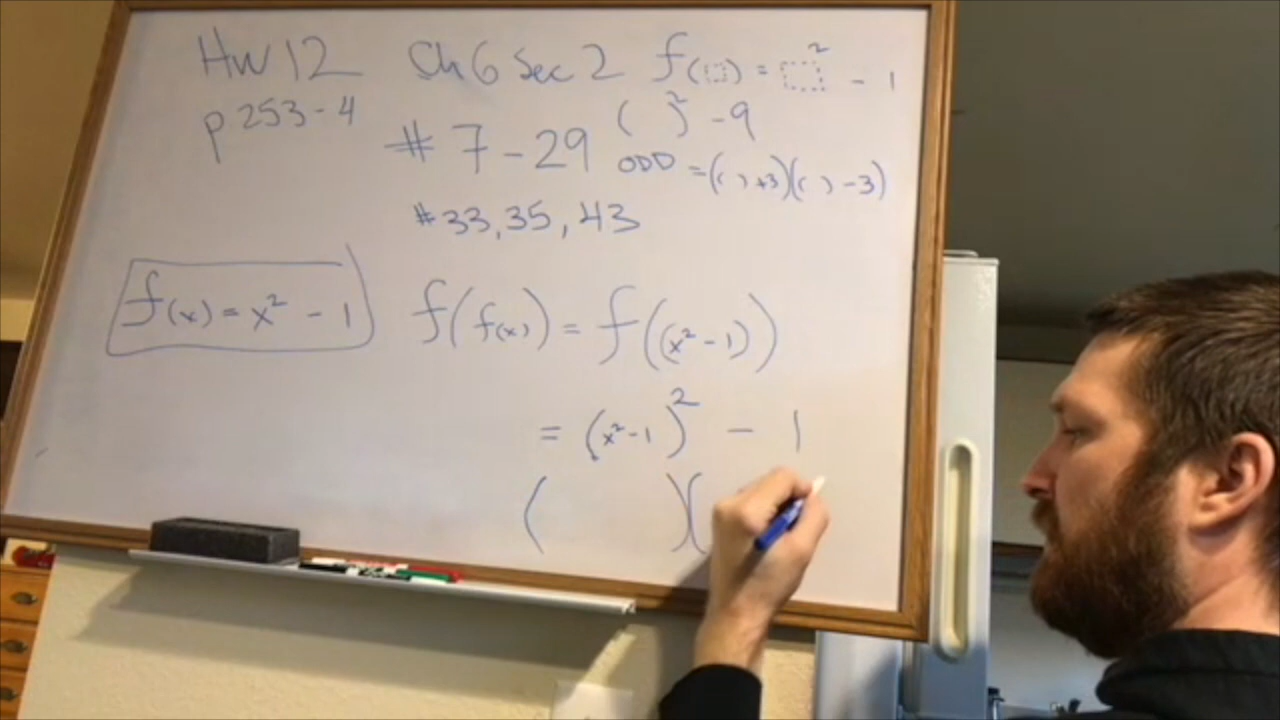 HW 12 Ch 6 Sec 2 f(□) = □² - 1
p 253-4 ( )² - 9
# 7-29 ODD = (( )+3)(( )-3)
# 33, 35, 43
f(x) = x² - 1 f(f(x)) = f((x² - 1))
= (x² - 1)² - 1
( )(